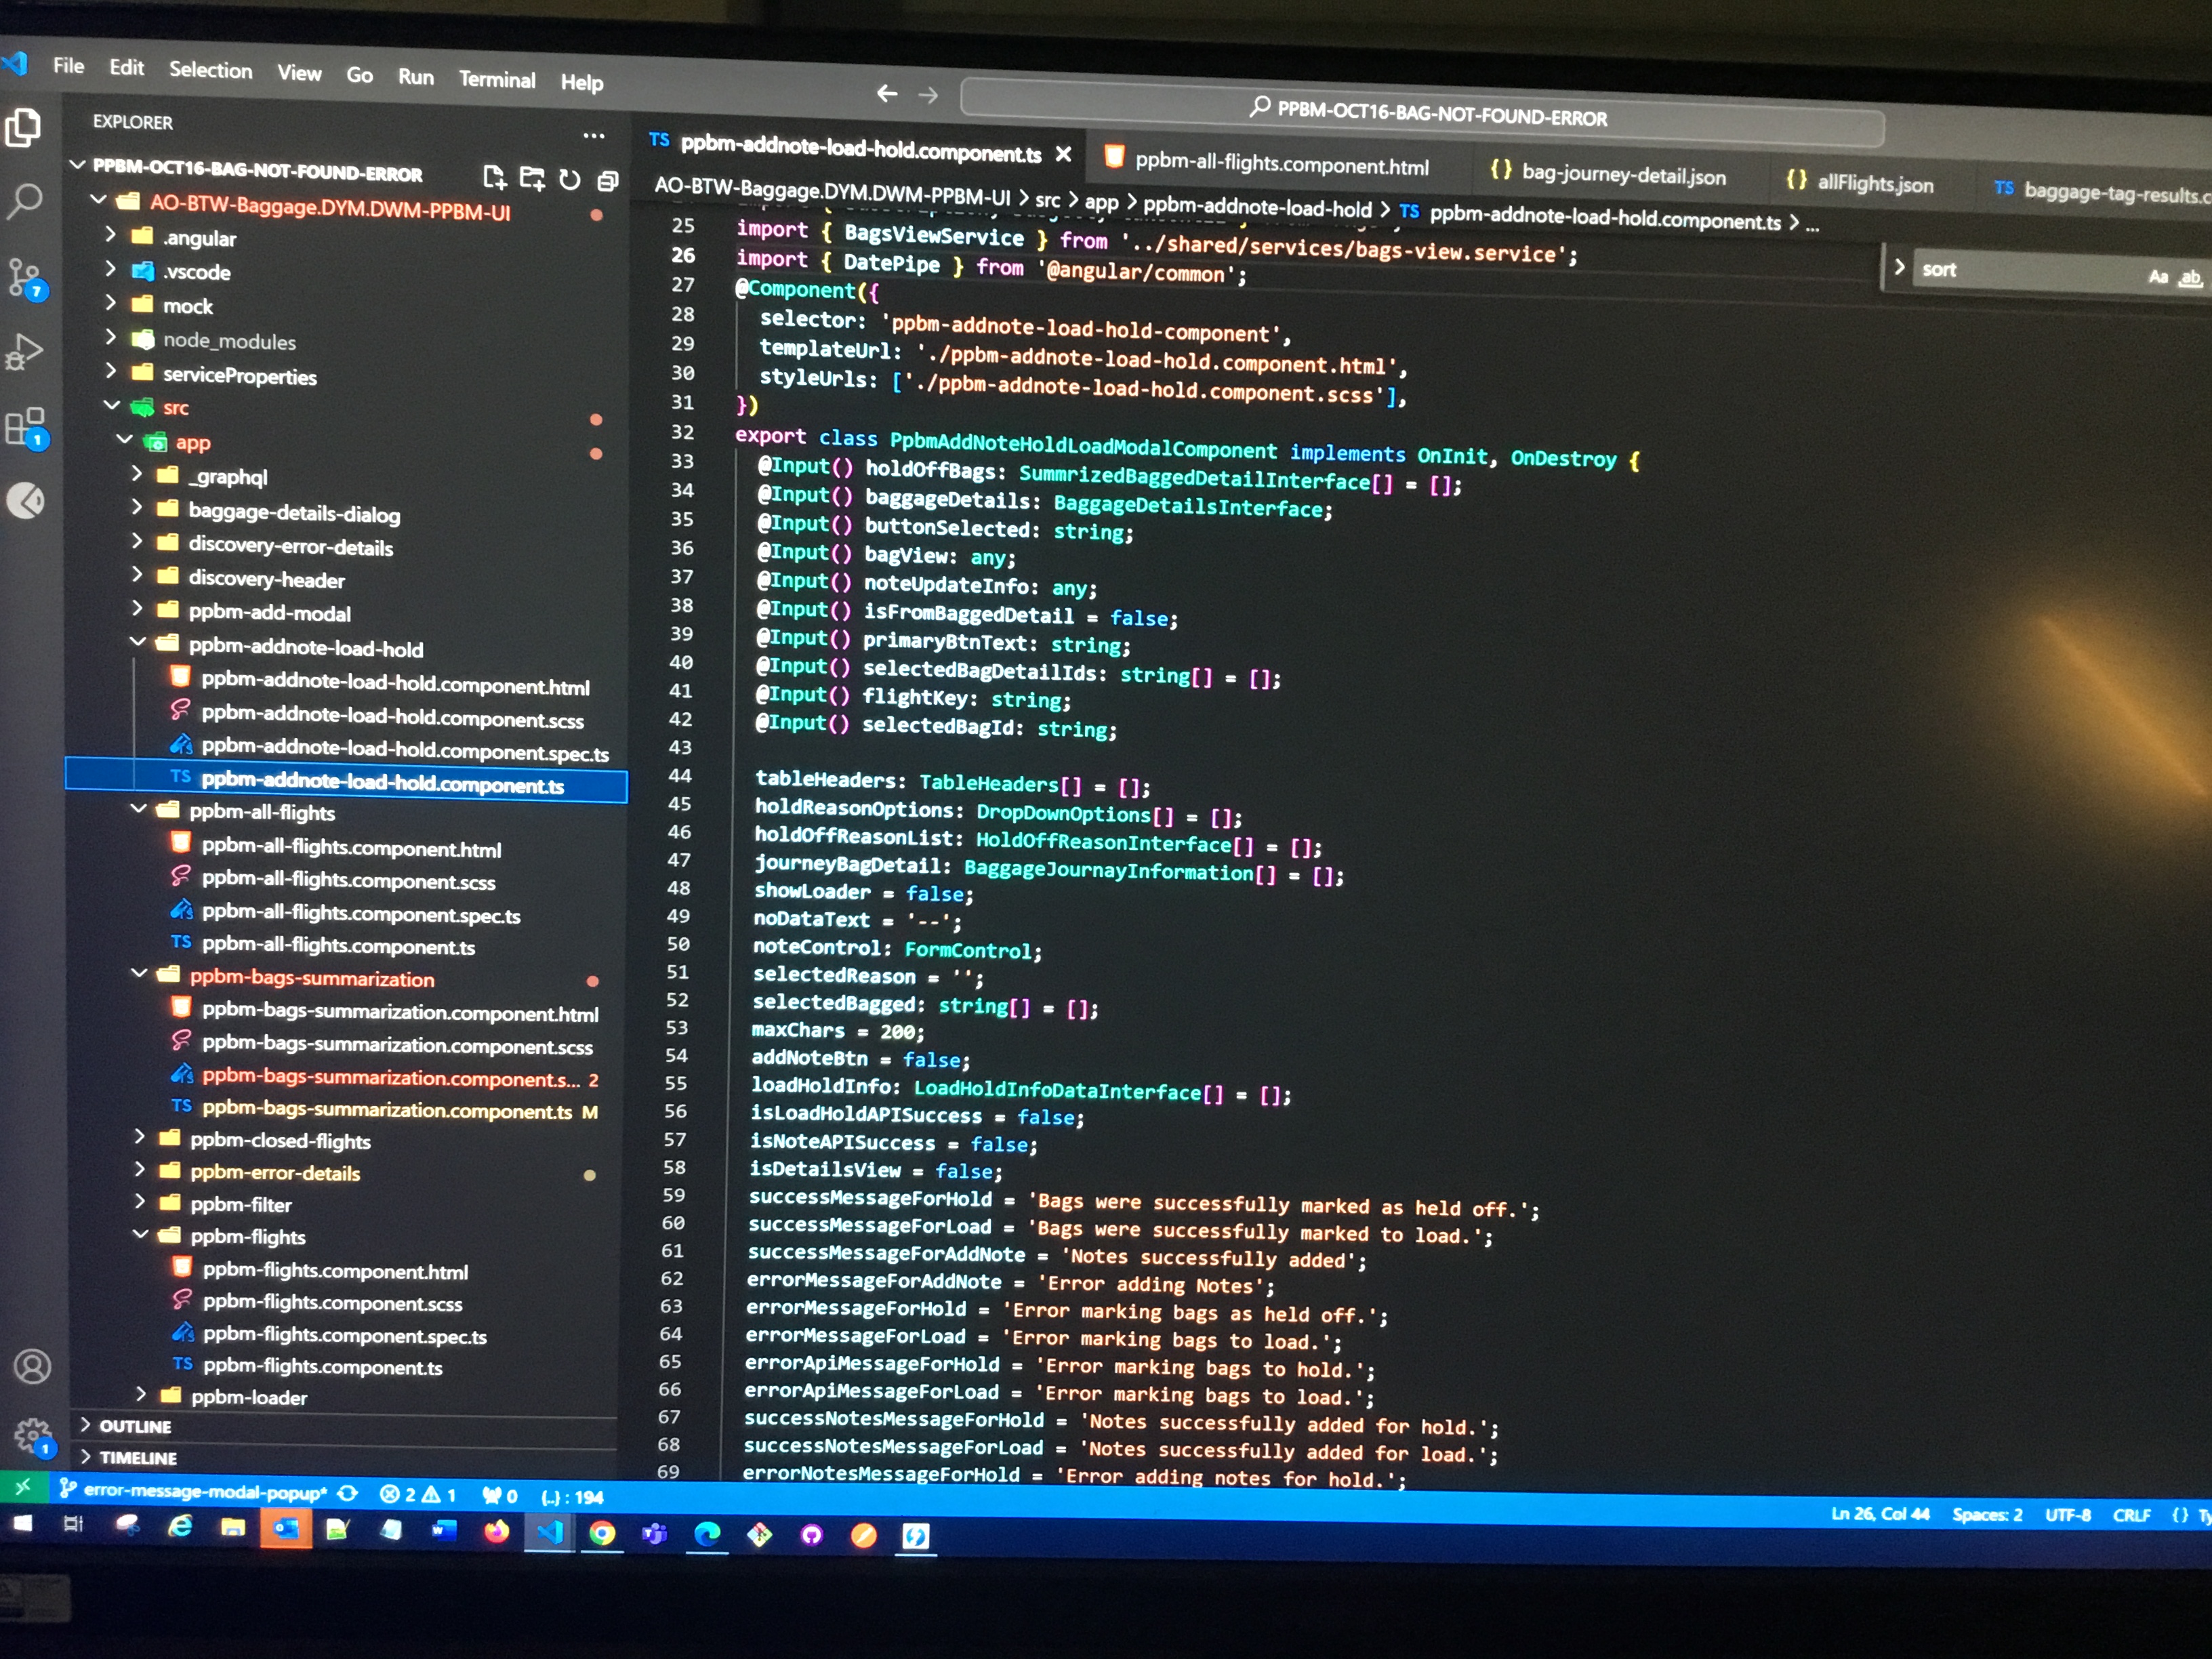 File Edit Selection View Go Run Terminal Help
PPBM-OCT16-BAG-NOT-FOUND-ERROR
EXPLORER
PPBM-OCT16-BAG-NOT-FOUND-ERROR
AO-BTW-Baggage.DYM.DWM-PPBM-UI
.angular
.vscode
mock
node_modules
serviceProperties
src
app
_graphql
baggage-details-dialog
discovery-error-details
discovery-header
ppbm-add-modal
ppbm-addnote-load-hold
ppbm-addnote-load-hold.component.html
ppbm-addnote-load-hold.component.scss
ppbm-addnote-load-hold.component.spec.ts
TS ppbm-addnote-load-hold.component.ts
ppbm-all-flights
ppbm-all-flights.component.html
ppbm-all-flights.component.scss
ppbm-all-flights.component.spec.ts
TS ppbm-all-flights.component.ts
ppbm-bags-summarization
ppbm-bags-summarization.component.html
ppbm-bags-summarization.component.scss
ppbm-bags-summarization.component.s... 2
TS ppbm-bags-summarization.component.ts M
ppbm-closed-flights
ppbm-error-details
ppbm-filter
ppbm-flights
ppbm-flights.component.html
ppbm-flights.component.scss
ppbm-flights.component.spec.ts
TS ppbm-flights.component.ts
ppbm-loader
OUTLINE
TIMELINE
7
1
1
TS ppbm-addnote-load-hold.component.ts ppbm-all-flights.component.html {} bag-journey-detail.json {} allFlights.json TS baggage-tag-results.c
AO-BTW-Baggage.DYM.DWM-PPBM-UI > src > app > ppbm-addnote-load-hold > TS ppbm-addnote-load-hold.component.ts > ...
sort Aa ab
25 import { BagsViewService } from '../shared/services/bags-view.service';
26 import { DatePipe } from '@angular/common';
27 @Component({
28 selector: 'ppbm-addnote-load-hold-component',
29 templateUrl: './ppbm-addnote-load-hold.component.html',
30 styleUrls: ['./ppbm-addnote-load-hold.component.scss'],
31 })
32 export class PpbmAddNoteHoldLoadModalComponent implements OnInit, OnDestroy {
33 @Input() holdOffBags: SummrizedBaggedDetailInterface[] = [];
34 @Input() baggageDetails: BaggageDetailsInterface;
35 @Input() buttonSelected: string;
36 @Input() bagView: any;
37 @Input() noteUpdateInfo: any;
38 @Input() isFromBaggedDetail = false;
39 @Input() primaryBtnText: string;
40 @Input() selectedBagDetailIds: string[] = [];
41 @Input() flightKey: string;
42 @Input() selectedBagId: string;
43
44 tableHeaders: TableHeaders[] = [];
45 holdReasonOptions: DropDownOptions[] = [];
46 holdOffReasonList: HoldOffReasonInterface[] = [];
47 journeyBagDetail: BaggageJournayInformation[] = [];
48 showLoader = false;
49 noDataText = '--';
50 noteControl: FormControl;
51 selectedReason = '';
52 selectedBagged: string[] = [];
53 maxChars = 200;
54 addNoteBtn = false;
55 loadHoldInfo: LoadHoldInfoDataInterface[] = [];
56 isLoadHoldAPISuccess = false;
57 isNoteAPISuccess = false;
58 isDetailsView = false;
59 successMessageForHold = 'Bags were successfully marked as held off.';
60 successMessageForLoad = 'Bags were successfully marked to load.';
61 successMessageForAddNote = 'Notes successfully added';
62 errorMessageForAddNote = 'Error adding Notes';
63 errorMessageForHold = 'Error marking bags as held off.';
64 errorMessageForLoad = 'Error marking bags to load.';
65 errorApiMessageForHold = 'Error marking bags to hold.';
66 errorApiMessageForLoad = 'Error marking bags to load.';
67 successNotesMessageForHold = 'Notes successfully added for hold.';
68 successNotesMessageForLoad = 'Notes successfully added for load.';
69 errorNotesMessageForHold = 'Error adding notes for hold.';
error-message-modal-popup* 2 1 0 {..} : 194 Ln 26, Col 44 Spaces: 2 UTF-8 CRLF {} Ty